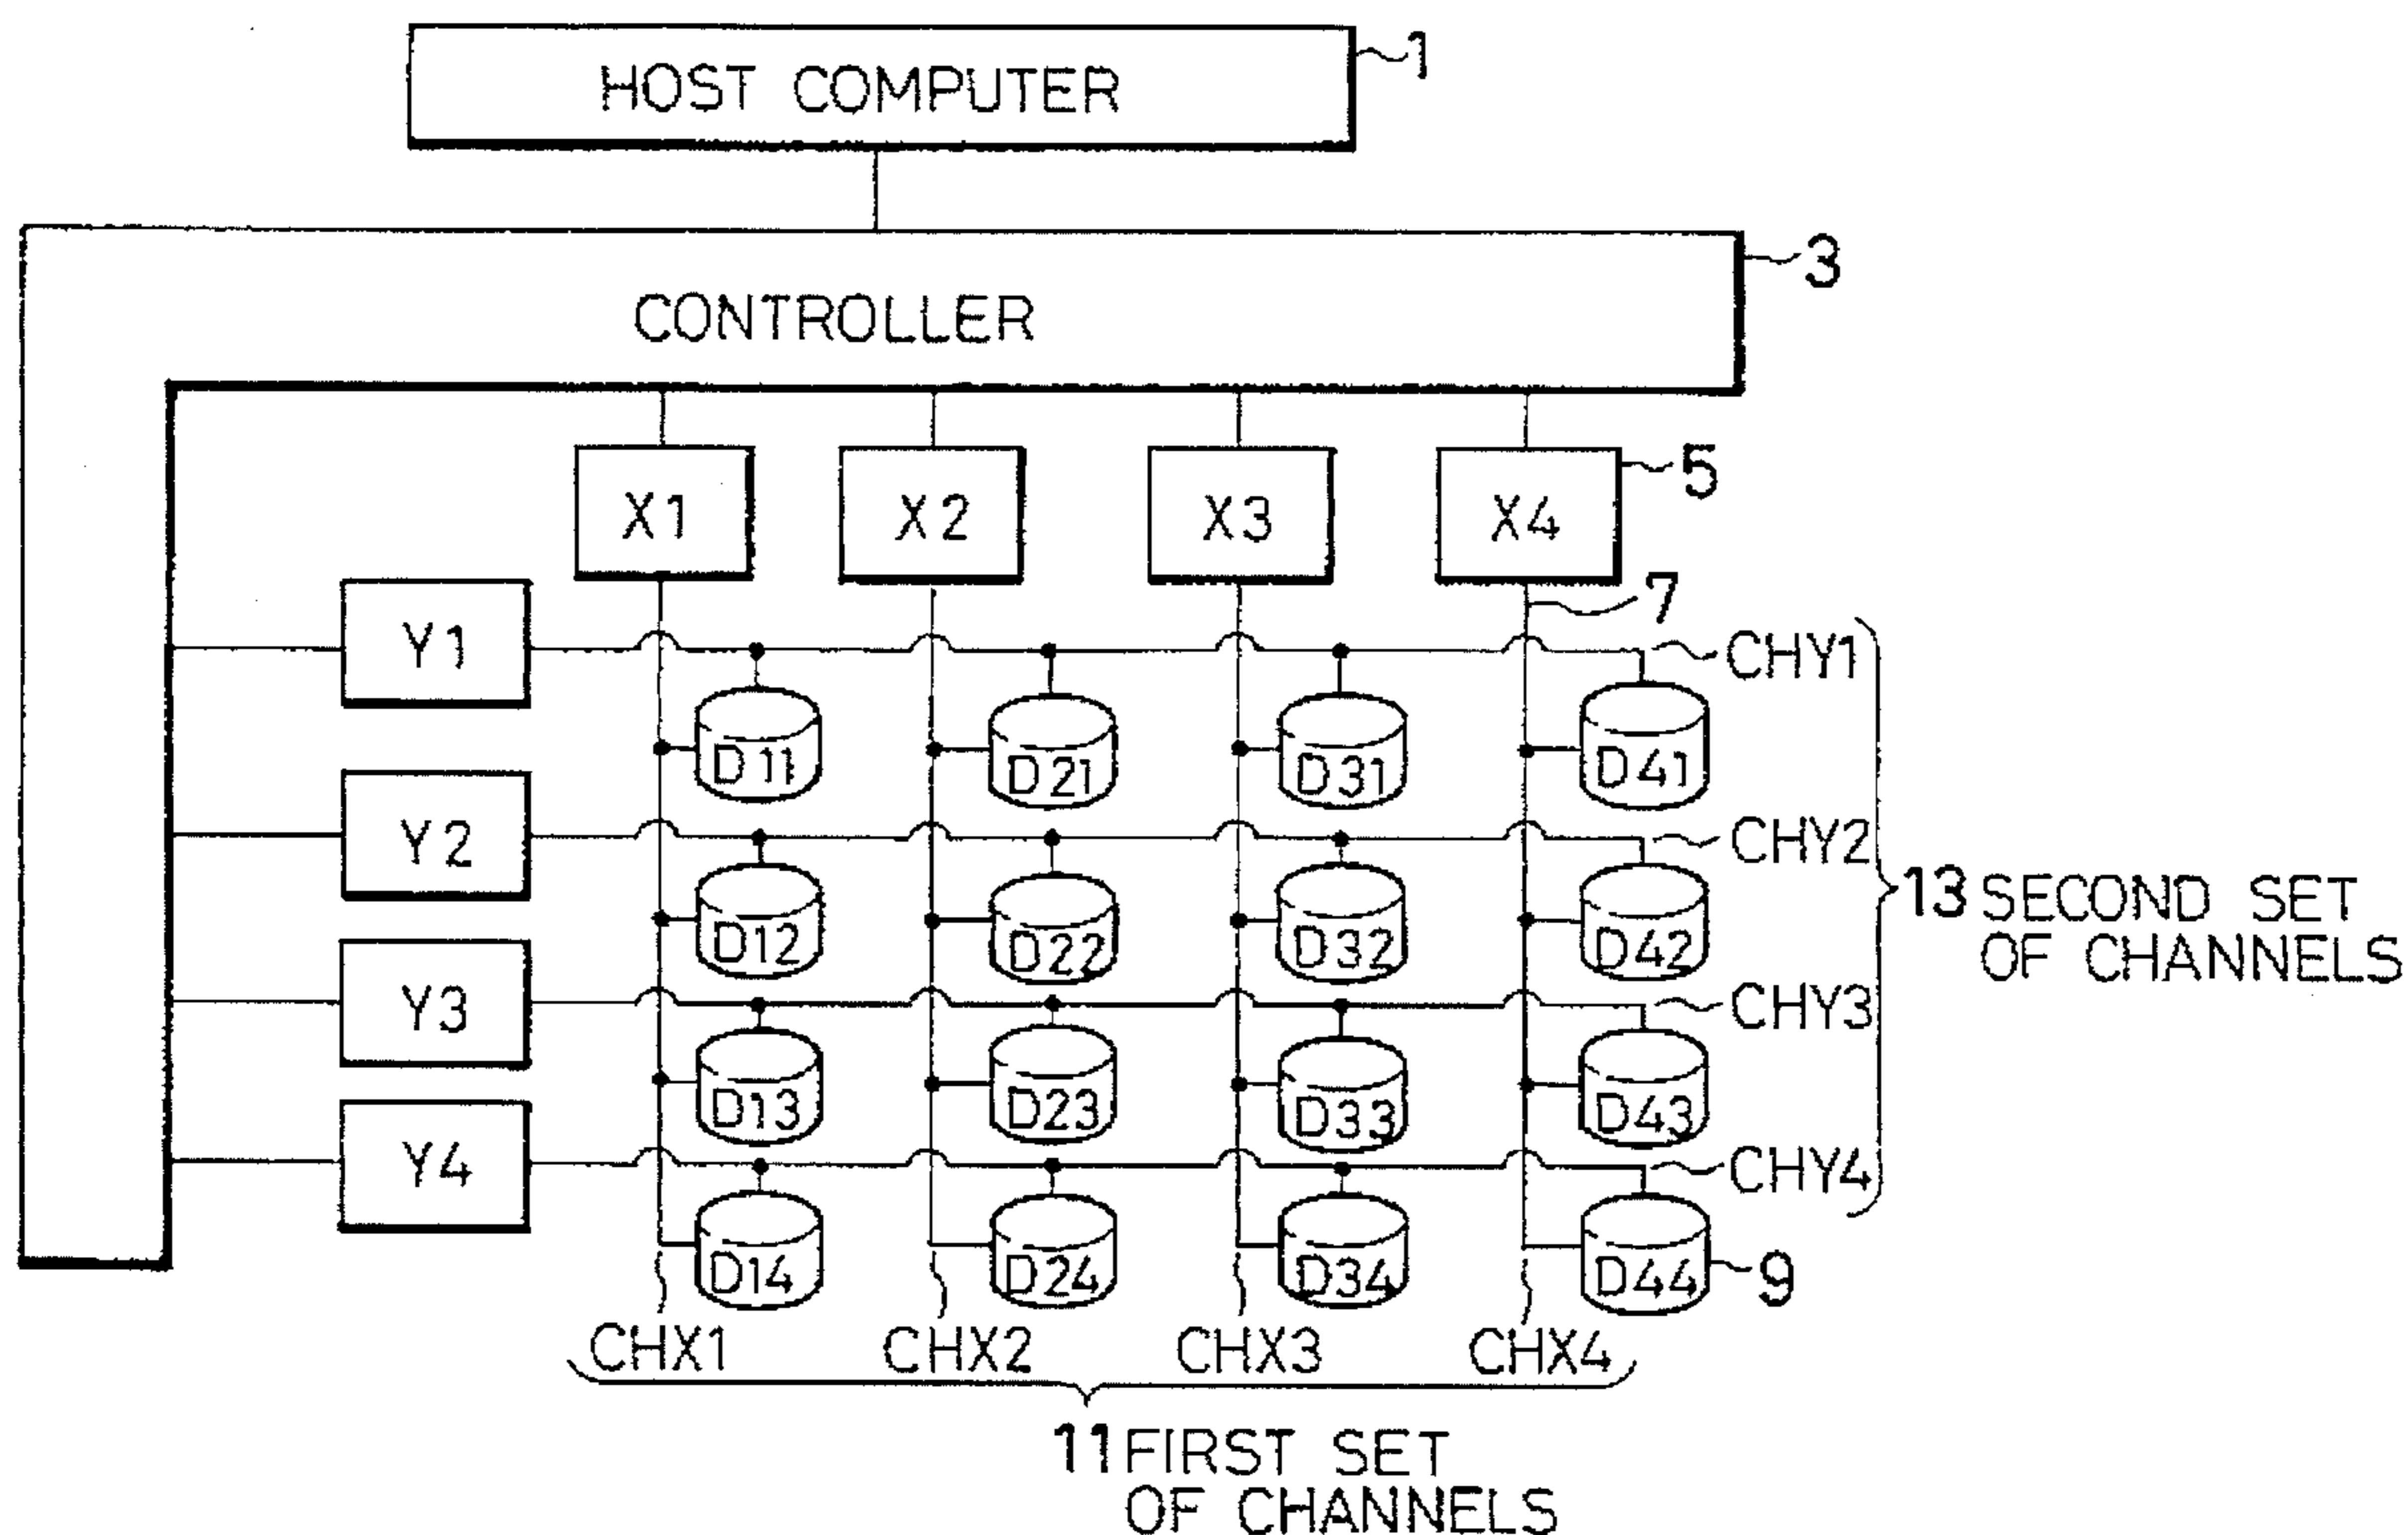 HOST COMPUTER
1
CONTROLLER
3
X1 X2 X3 X4
5
7
Y1
CHY1
D11 D21 D31 D41
Y2
CHY2
D12 D22 D32 D42
13 SECOND SET
OF CHANNELS
Y3
CHY3
D13 D23 D33 D43
Y4
CHY4
D14 D24 D34 D44
9
CHX1 CHX2 CHX3 CHX4
11 FIRST SET
OF CHANNELS